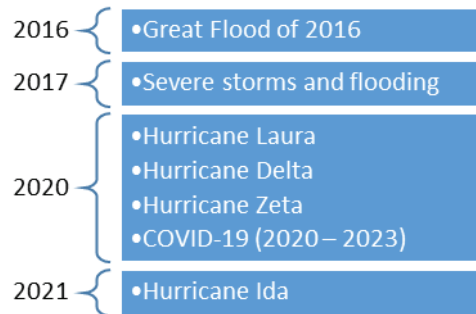 2016
•Great Flood of 2016
2017
•Severe storms and flooding
2020
•Hurricane Laura
•Hurricane Delta
•Hurricane Zeta
•COVID-19 (2020 – 2023)
2021
•Hurricane Ida